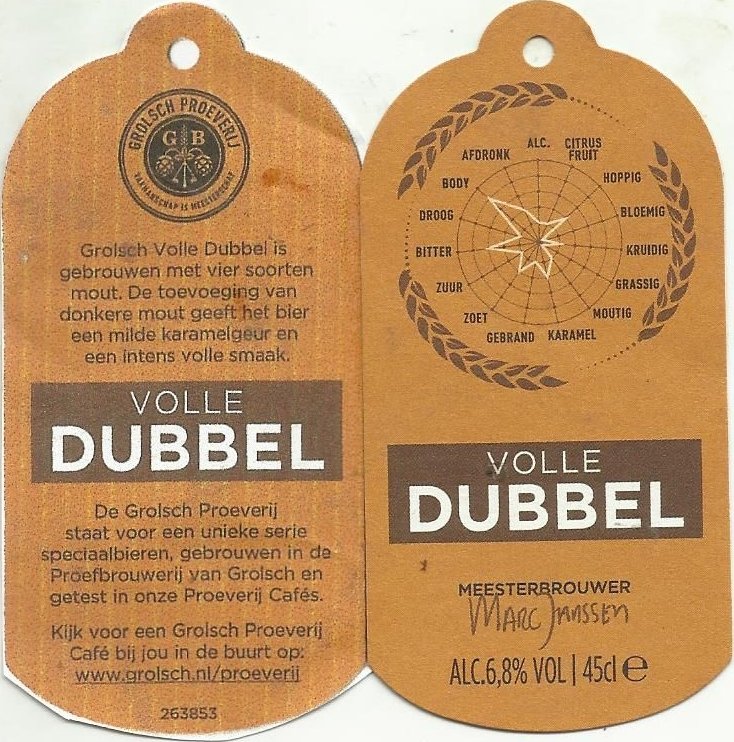 GROLSCH PROEVERIJ
G B
VAKMANSCHAP IS MEESTERSCHAP
Grolsch Volle Dubbel is
gebrouwen met vier soorten
mout. De toevoeging van
donkere mout geeft het bier
een milde karamelgeur en
een intens volle smaak.
VOLLE
DUBBEL
De Grolsch Proeverij
staat voor een unieke serie
speciaalbieren, gebrouwen in de
Proefbrouwerij van Grolsch en
getest in onze Proeverij Cafés.
Kijk voor een Grolsch Proeverij
Café bij jou in de buurt op:
www.grolsch.nl/proeverij
263853
ALC.
CITRUS
FRUIT
HOPPIG
BLOEMIG
KRUIDIG
GRASSIG
MOUTIG
KARAMEL
GEBRAND
ZOET
ZUUR
BITTER
DROOG
BODY
AFDRONK
VOLLE
DUBBEL
MEESTERBROUWER
Marc Janssen
ALC.6,8% VOL | 45cl e